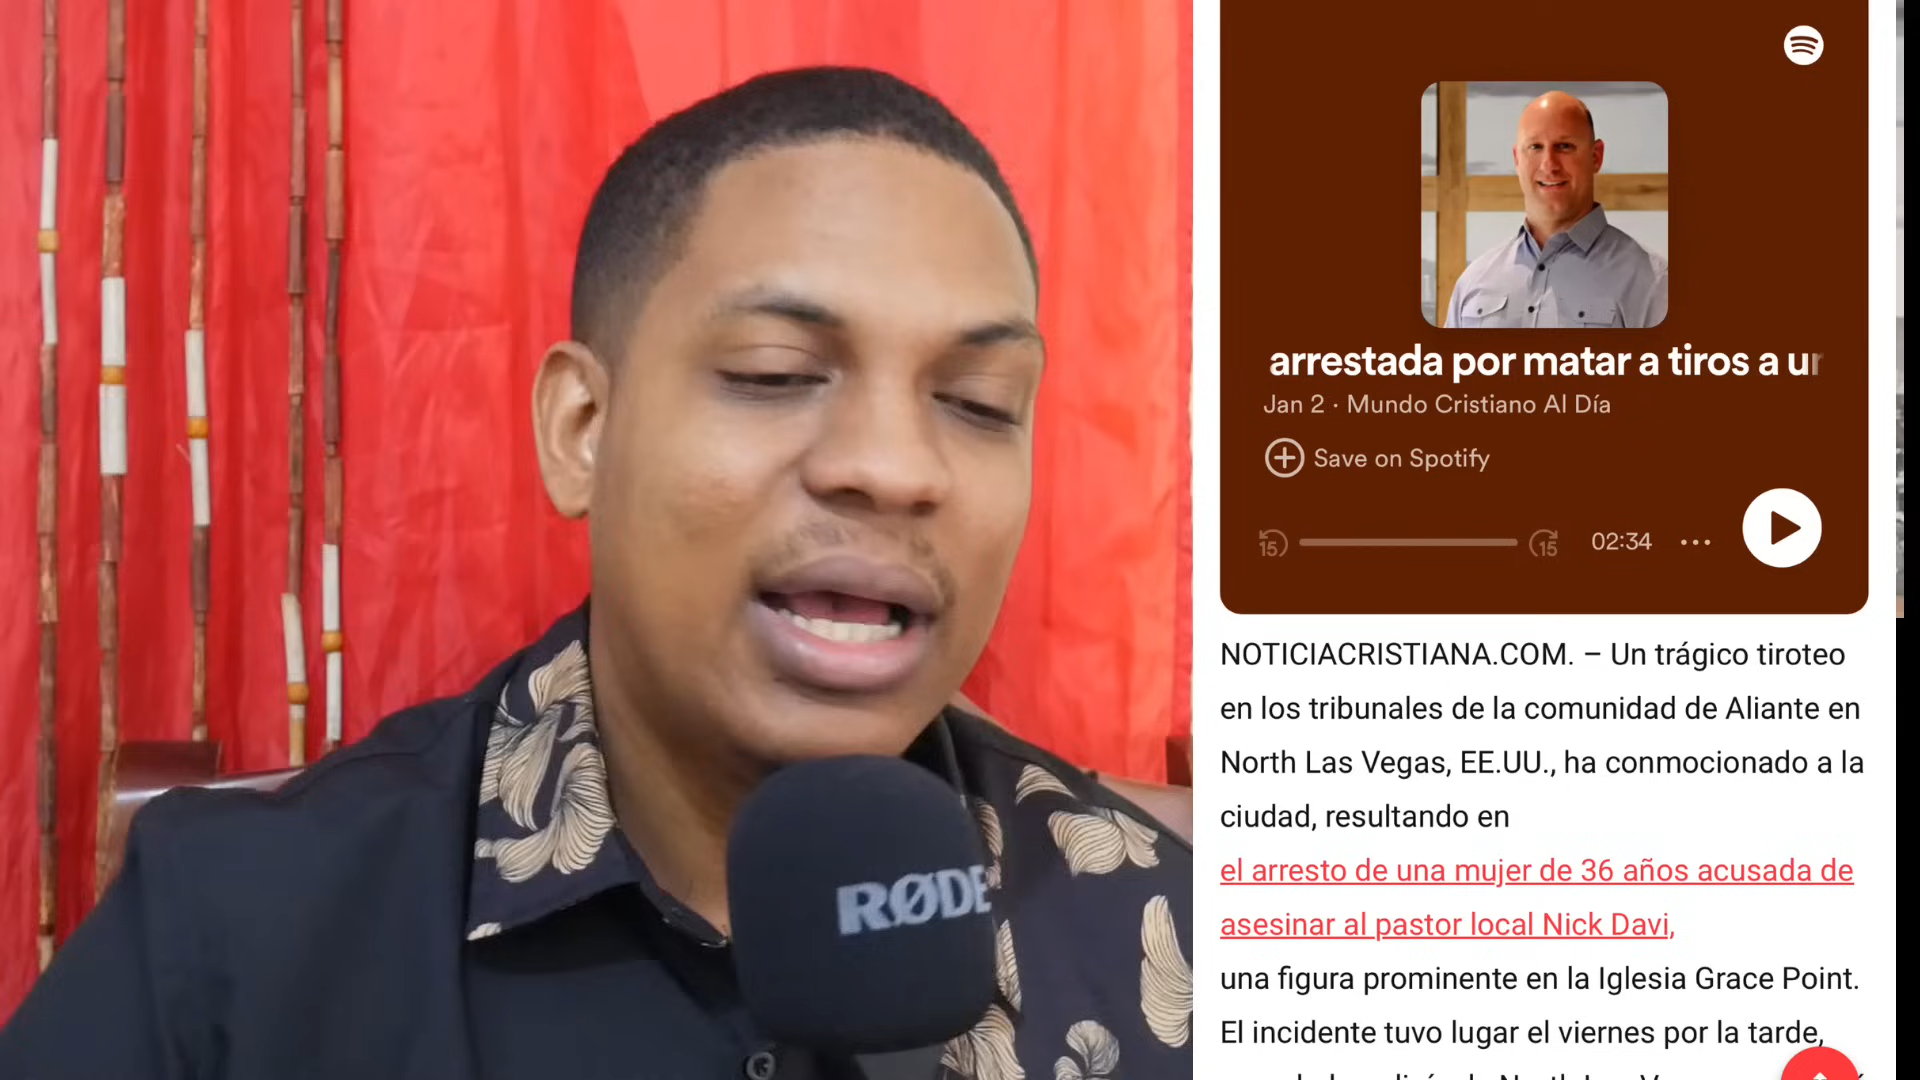 RØDE
arrestada por matar a tiros a ur
Jan 2 · Mundo Cristiano Al Día
Save on Spotify
15
15
02:34
NOTICIACRISTIANA.COM. – Un trágico tiroteo
en los tribunales de la comunidad de Aliante en
North Las Vegas, EE.UU., ha conmocionado a la
ciudad, resultando en
el arresto de una mujer de 36 años acusada de
asesinar al pastor local Nick Davi,
una figura prominente en la Iglesia Grace Point.
El incidente tuvo lugar el viernes por la tarde,